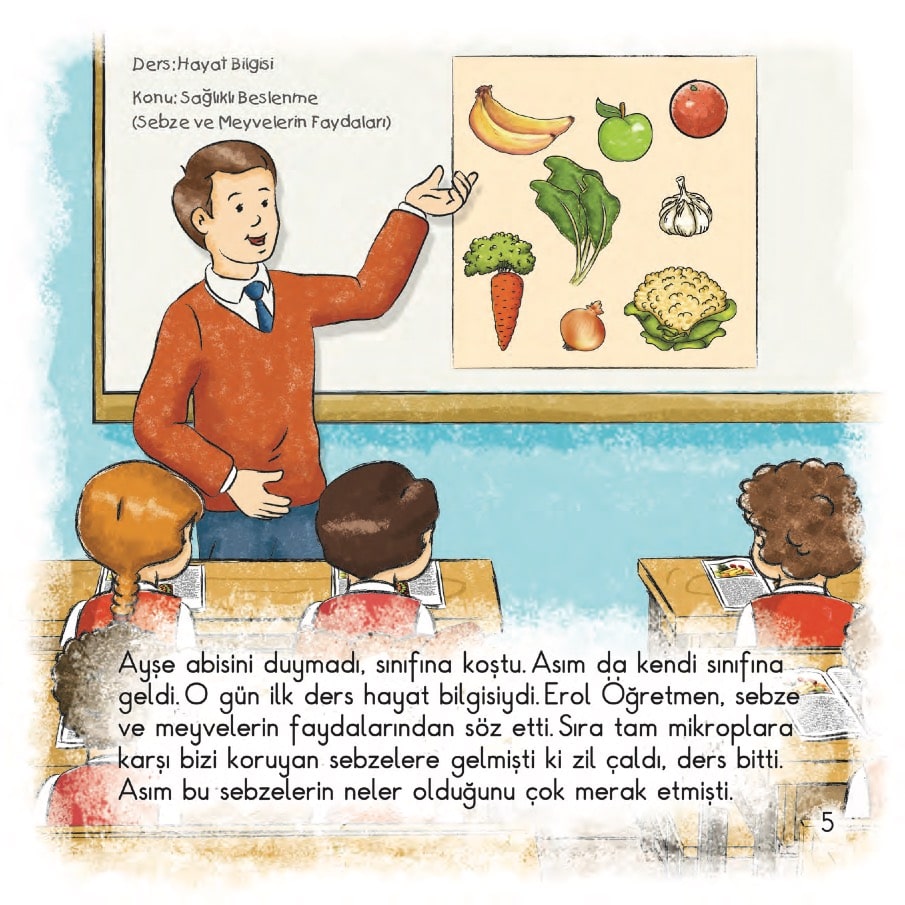 Ders:Hayat Bilgisi
Konu: Sağlıklı Beslenme
(Sebze ve Meyvelerin Faydaları)
Ayşe abisini duymadı, sınıfına koştu. Asım da kendi sınıfına
geldi. O gün ilk ders hayat bilgisiydi. Erol Öğretmen, sebze
ve meyvelerin faydalarından söz etti. Sıra tam mikroplara
karşı bizi koruyan sebzelere gelmişti ki zil çaldı, ders bitti.
Asım bu sebzelerin neler olduğunu çok merak etmişti.
5